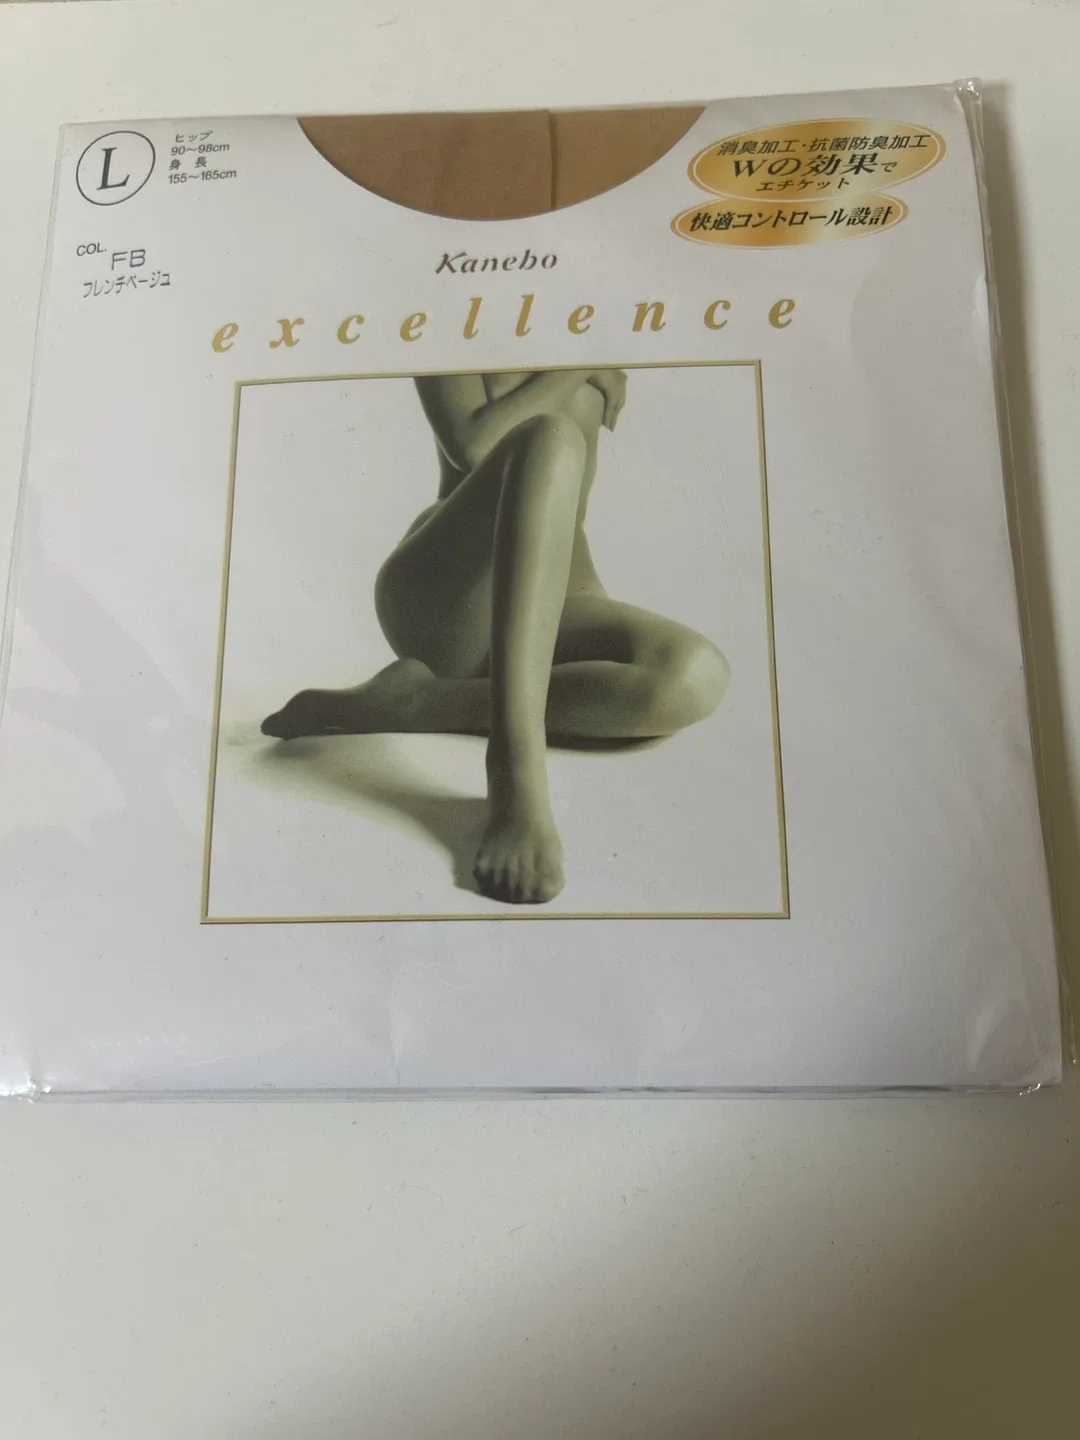 L
ヒップ
90〜98cm
身長
155〜165cm
COL.
FB
フレンチベージュ
消臭加工・抗菌防臭加工
Wの効果で
エチケット
快適コントロール設計
Kanebo
excellence